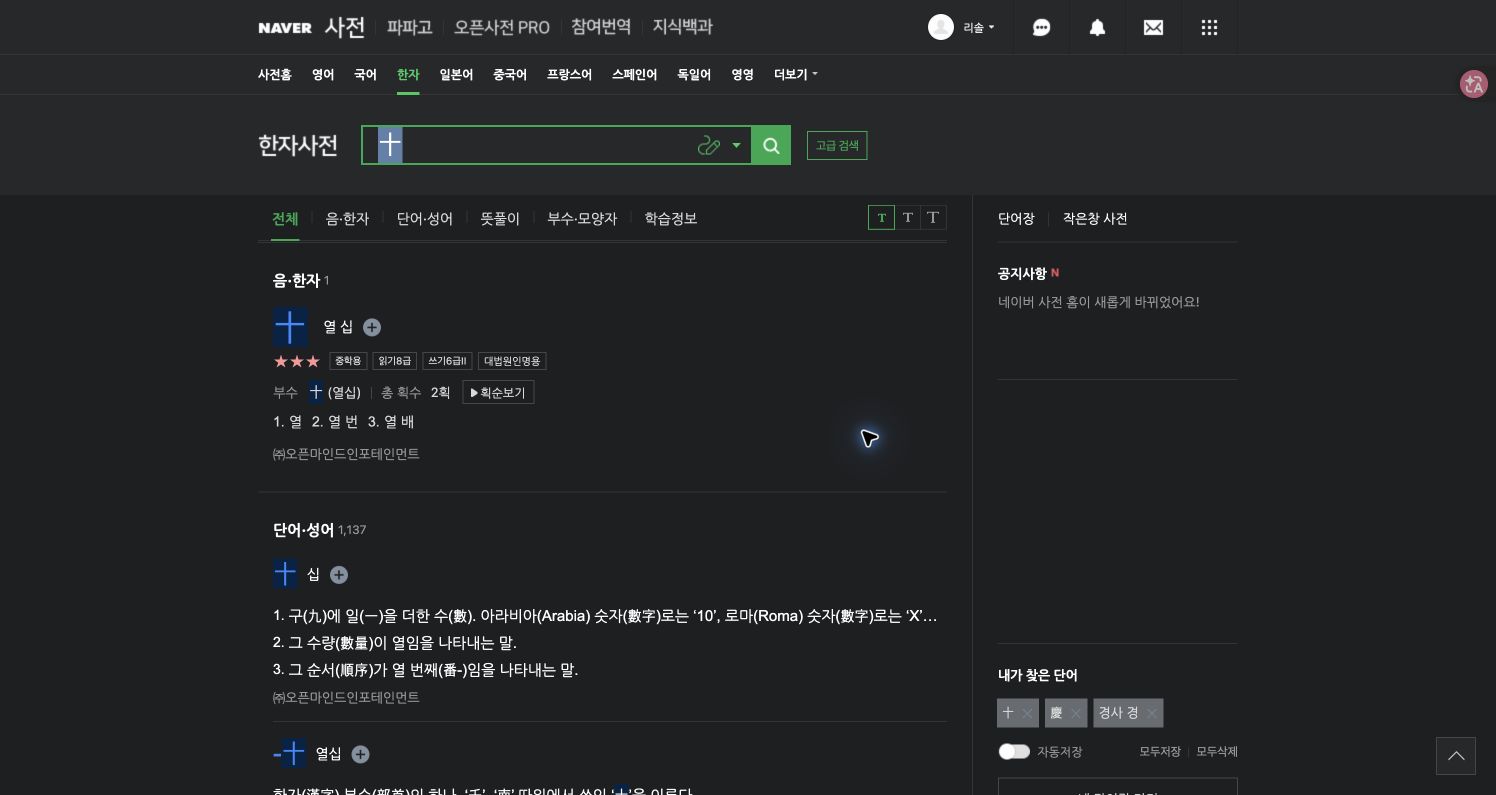 NAVER 사전 파파고 오픈사전 PRO 참여번역 지식백과 리솔
사전홈 영어 국어 한자 일본어 중국어 프랑스어 스페인어 독일어 영영 더보기
한자사전 十 고급 검색
전체 음·한자 단어·성어 뜻풀이 부수·모양자 학습정보 T T T
음·한자 1
十 열 십
★★★ 중학용 읽기8급 쓰기6급II 대법원인명용
부수 十 (열십) 총 획수 2획 ▶획순보기
1. 열 2. 열 번 3. 열 배
㈜오픈마인드인포테인먼트
단어·성어 1,137
十 십
1. 구(九)에 일(一)을 더한 수(數). 아라비아(Arabia) 숫자(數字)로는 ‘10’, 로마(Roma) 숫자(數字)로는 ‘X’…
2. 그 수량(數量)이 열임을 나타내는 말.
3. 그 순서(順序)가 열 번째(番-)임을 나타내는 말.
㈜오픈마인드인포테인먼트
-十 열십
단어장 작은창 사전
공지사항 N
네이버 사전 홈이 새롭게 바뀌었어요!
내가 찾은 단어
十 慶 경사 경
자동저장 모두저장 모두삭제